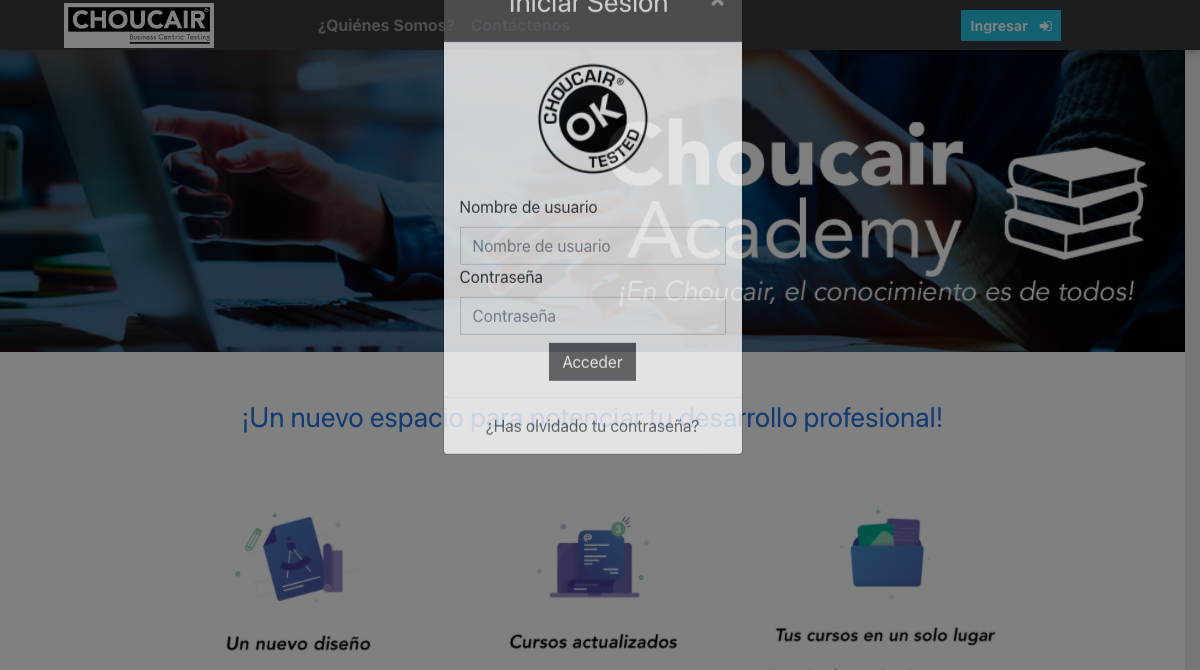 CHOUCAIR®
Business Centric Testing
¿Quiénes Somos?
Contáctenos
Ingresar
Iniciar Sesión
×
CHOUCAIR®
OK
TESTED
Nombre de usuario
Nombre de usuario
Contraseña
Contraseña
Acceder
¿Has olvidado tu contraseña?
Choucair
Academy
¡En Choucair, el conocimiento es de todos!
¡Un nuevo espacio para potenciar tu desarrollo profesional!
Un nuevo diseño
Cursos actualizados
Tus cursos en un solo lugar